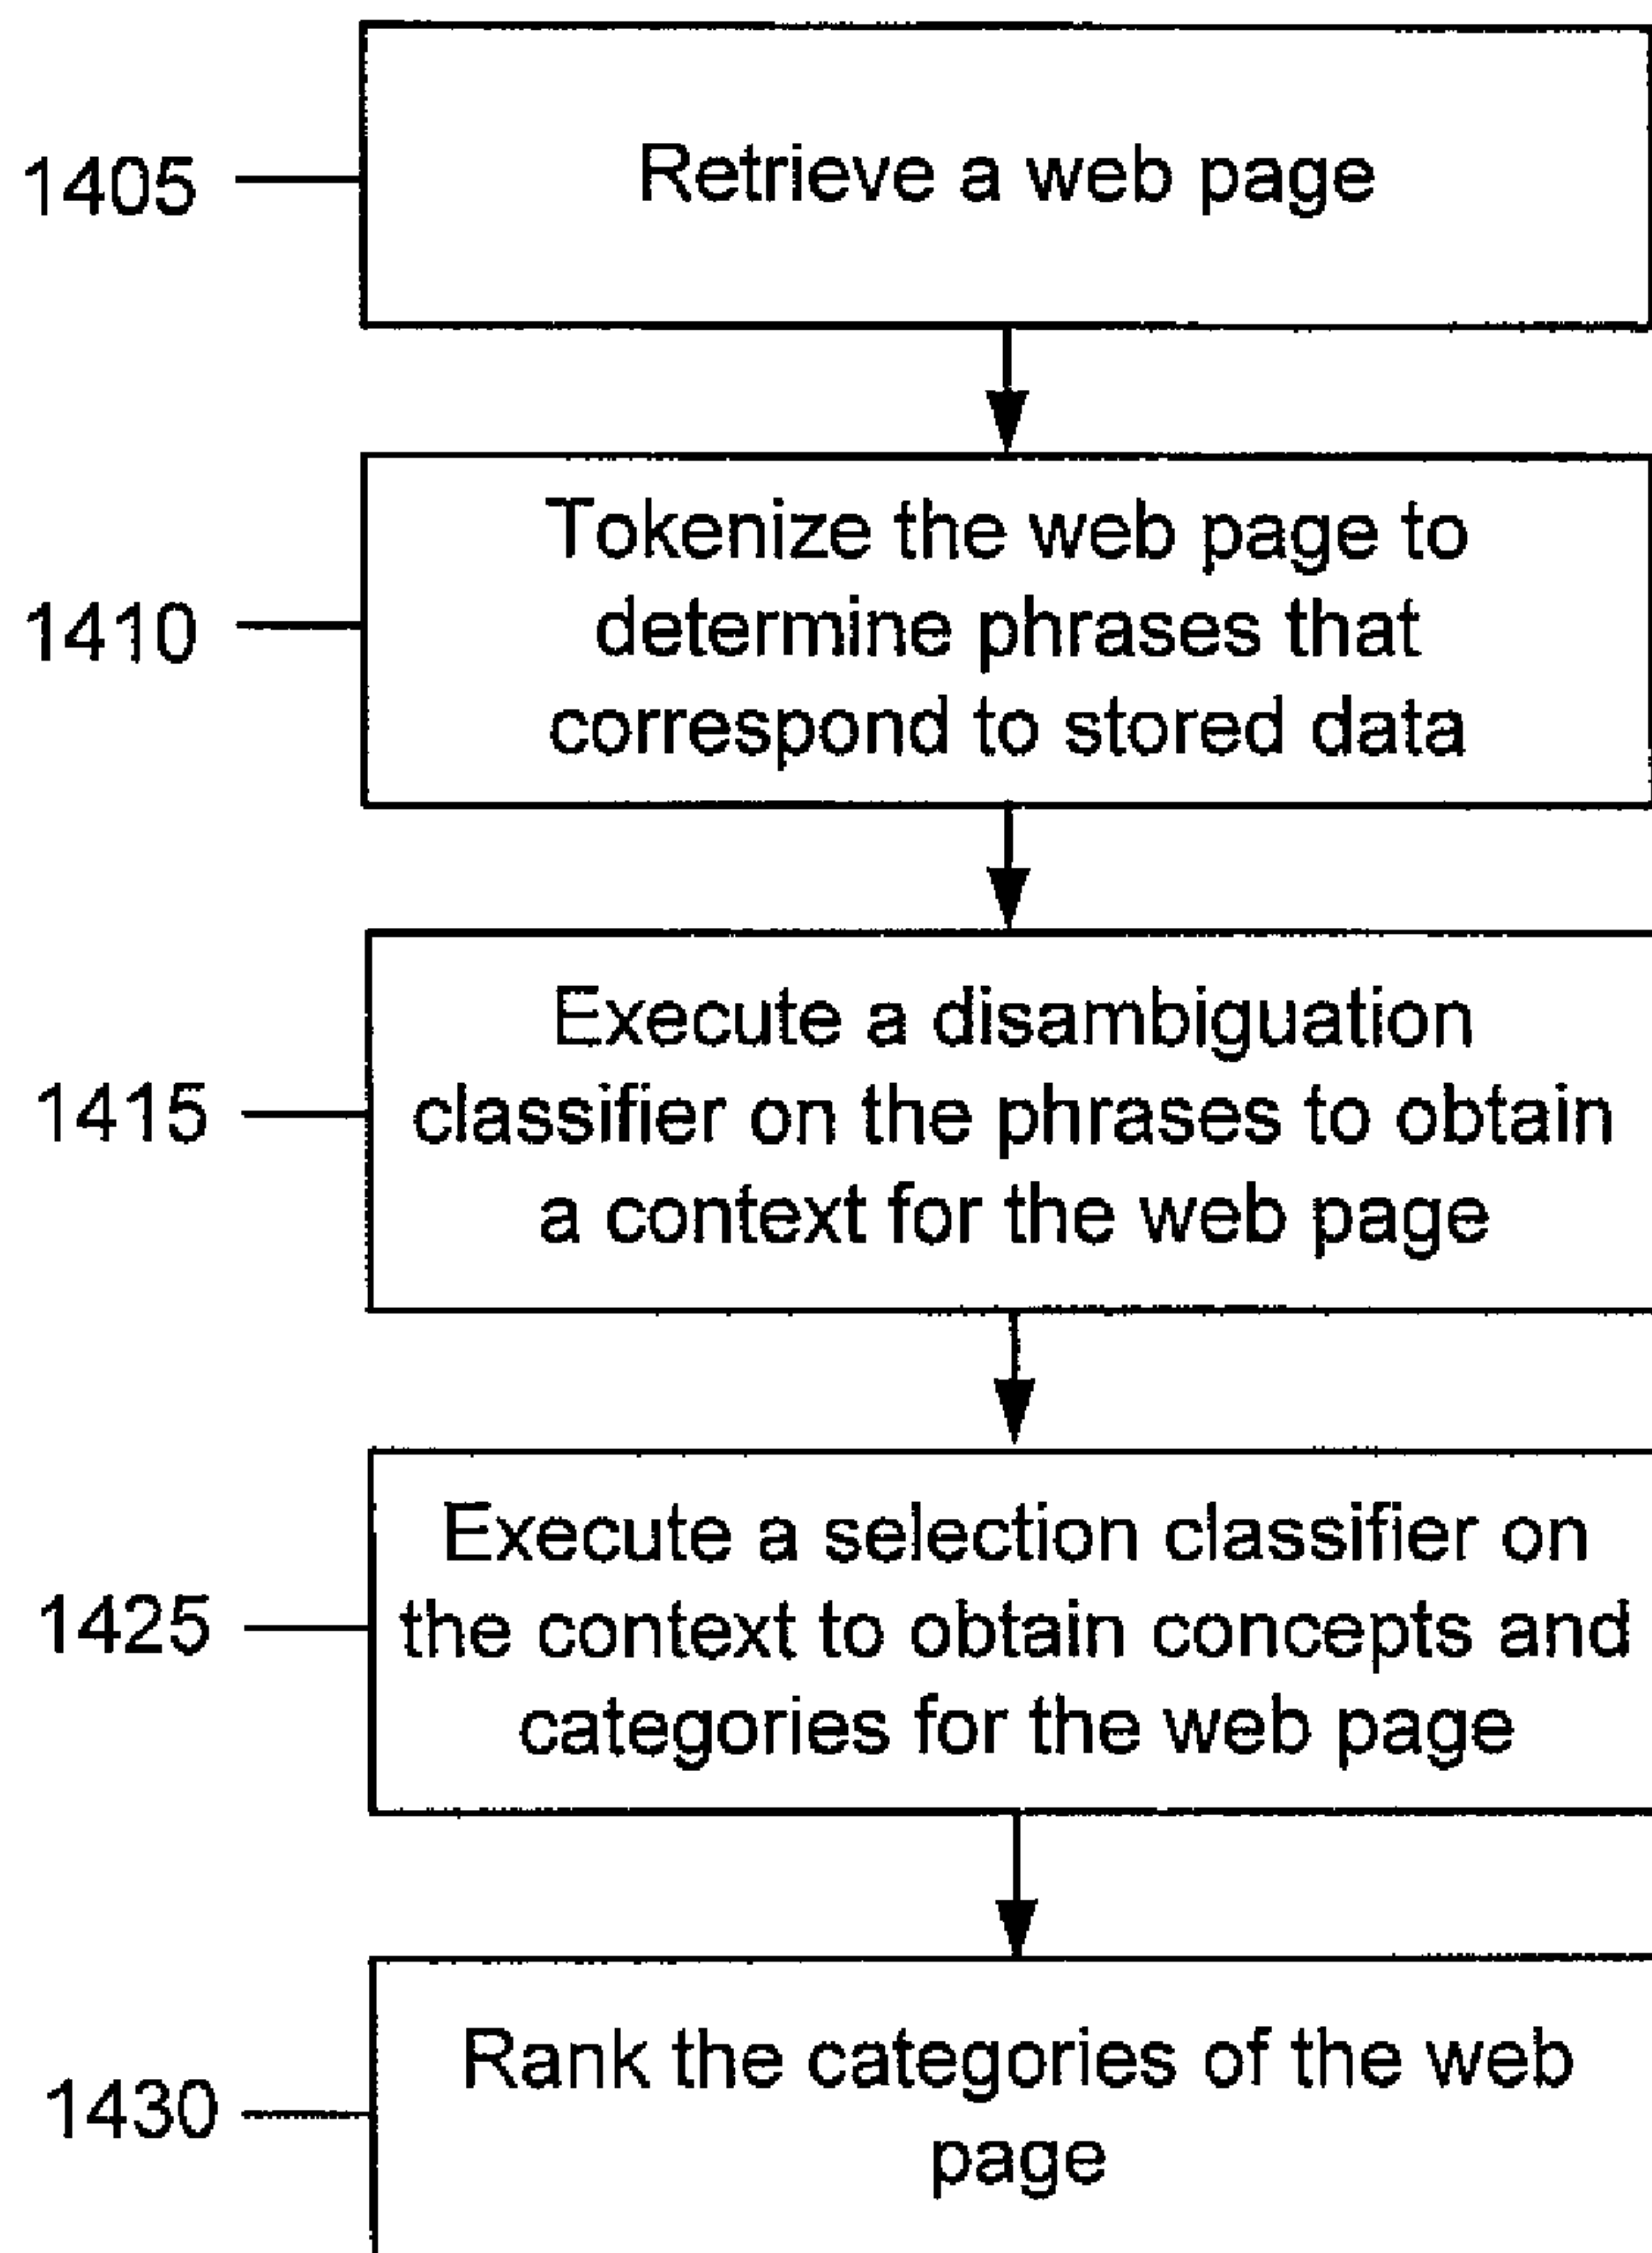 1405
Retrieve a web page
1410
Tokenize the web page to
determine phrases that
correspond to stored data
1415
Execute a disambiguation
classifier on the phrases to obtain
a context for the web page
1425
Execute a selection classifier on
the context to obtain concepts and
categories for the web page
1430
Rank the categories of the web
page